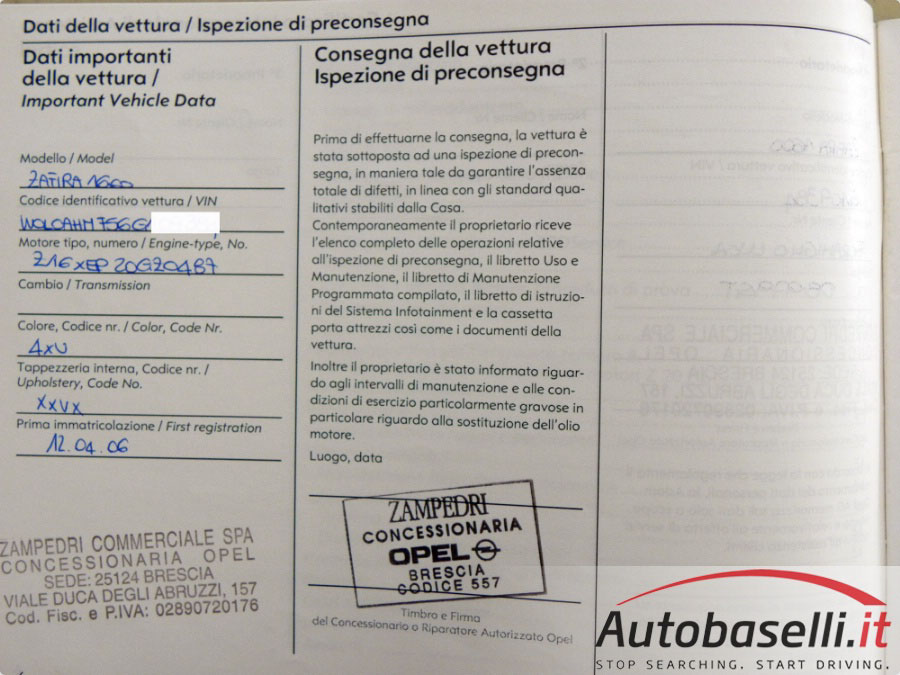 Dati della vettura / Ispezione di preconsegna
Dati importanti
della vettura /
Important Vehicle Data
Modello / Model
ZAFIRA 1600
Codice identificativo vettura / VIN
WOLOAHM756G
Motore tipo, numero / Engine-type, No.
Z16XEP 20GZ0487
Cambio / Transmission
Colore, Codice nr. / Color, Code Nr.
4XU
Tappezzeria interna, Codice nr. /
Upholstery, Code No.
XXVX
Prima immatricolazione / First registration
12.04.06
ZAMPEDRI COMMERCIALE SPA
CONCESSIONARIA OPEL
SEDE: 25124 BRESCIA
VIALE DUCA DEGLI ABRUZZI, 157
Cod. Fisc. e P.IVA: 02890720176
Consegna della vettura
Ispezione di preconsegna
Prima di effettuarne la consegna, la vettura è
stata sottoposta ad una ispezione di precon-
segna, in maniera tale da garantire l'assenza
totale di difetti, in linea con gli standard qua-
litativi stabiliti dalla Casa.
Contemporaneamente il proprietario riceve
l'elenco completo delle operazioni relative
all'ispezione di preconsegna, il libretto Uso e
Manutenzione, il libretto di Manutenzione
Programmata compilato, il libretto di istruzio-
ni del Sistema Infotainment e la cassetta
porta attrezzi così come i documenti della
vettura.
Inoltre il proprietario è stato informato riguar-
do agli intervalli di manutenzione e alle con-
dizioni di esercizio particolarmente gravose in
particolare riguardo alla sostituzione dell'olio
motore.
Luogo, data
ZAMPEDRI
CONCESSIONARIA
OPEL
BRESCIA
CODICE 557
Timbro e Firma
del Concessionario o Riparatore Autorizzato Opel
Autobaselli.it
STOP SEARCHING. START DRIVING.